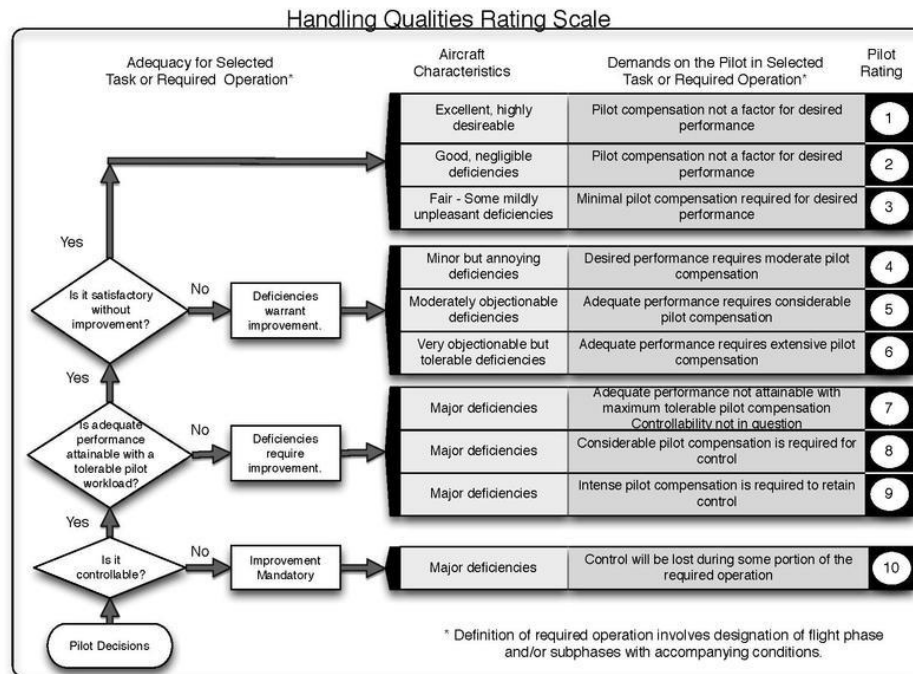 Handling Qualities Rating Scale
Adequacy for Selected
Task or Required Operation*
Aircraft
Characteristics
Demands on the Pilot in Selected
Task or Required Operation*
Pilot
Rating
Excellent, highly
desireable
Pilot compensation not a factor for desired
performance
1
Good, negligible
deficiencies
Pilot compensation not a factor for desired
performance
2
Fair - Some mildly
unpleasant deficiencies
Minimal pilot compensation required for desired
performance
3
Yes
Is it satisfactory
without
improvement?
No
Deficiencies
warrant
improvement.
Minor but annoying
deficiencies
Desired performance requires moderate pilot
compensation
4
Moderately objectionable
deficiencies
Adequate performance requires considerable
pilot compensation
5
Very objectionable but
tolerable deficiencies
Adequate performance requires extensive pilot
compensation
6
Yes
Is adequate
performance
attainable with a
tolerable pilot
workload?
No
Deficiencies
require
improvement.
Major deficiencies
Adequate performance not attainable with
maximum tolerable pilot compensation
Controllability not in question
7
Major deficiencies
Considerable pilot compensation is required for
control
8
Major deficiencies
Intense pilot compensation is required to retain
control
9
Yes
Is it
controllable?
No
Improvement
Mandatory
Major deficiencies
Control will be lost during some portion of the
required operation
10
Pilot Decisions
* Definition of required operation involves designation of flight phase
and/or subphases with accompanying conditions.